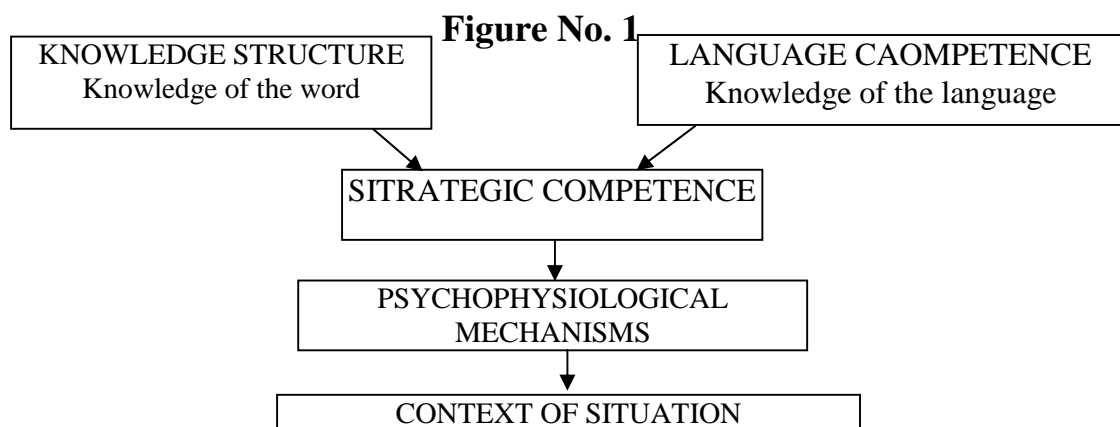 Figure No. 1
KNOWLEDGE STRUCTURE
Knowledge of the word
LANGUAGE CAOMPETENCE
Knowledge of the language
SITRATEGIC COMPETENCE
PSYCHOPHYSIOLOGICAL
MECHANISMS
CONTEXT OF SITUATION